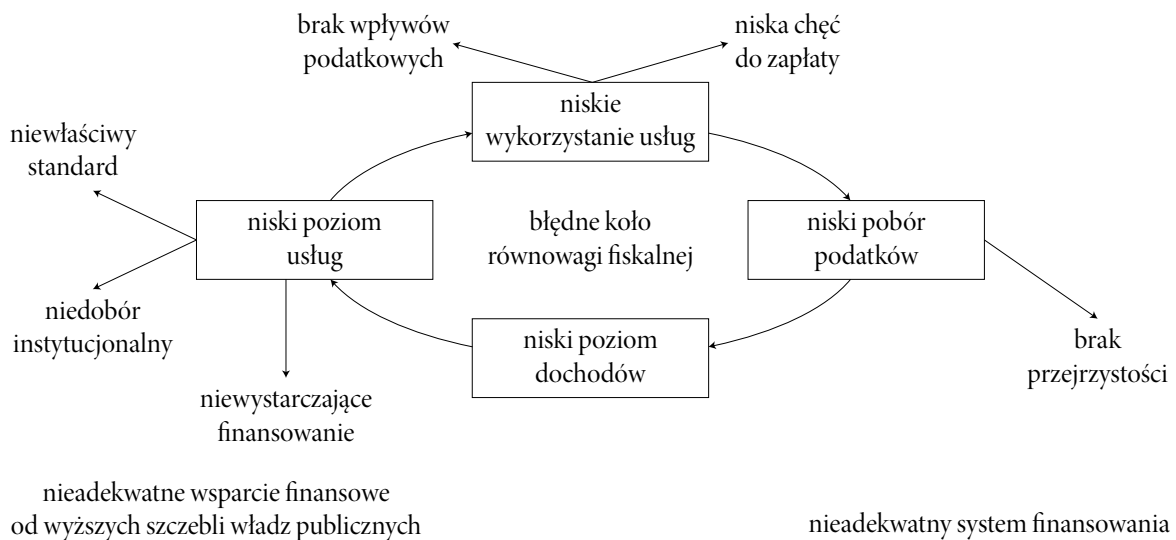 brak wpływów
podatkowych
niska chęć
do zapłaty
niskie
wykorzystanie usług
niewłaściwy
standard
niski poziom
usług
błędne koło
równowagi fiskalnej
niski pobór
podatków
niedobór
instytucjonalny
niski poziom
dochodów
brak
przejrzystości
niewystarczające
finansowanie
nieadekwatne wsparcie finansowe
od wyższych szczebli władz publicznych
nieadekwatny system finansowania